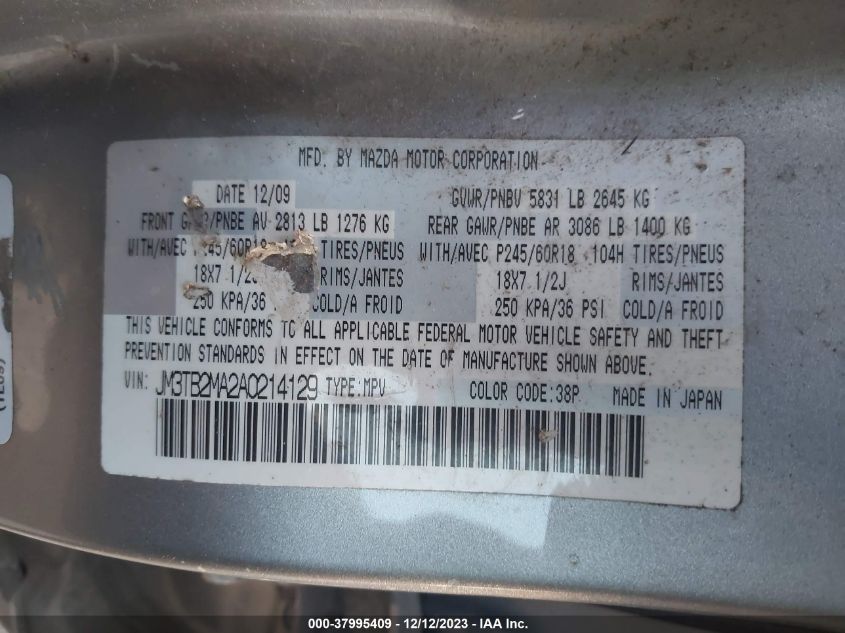 MFD. BY MAZDA MOTOR CORPORATION
DATE 12/09 GVWR/PNBV 5831 LB 2645 KG
FRONT /PNBE AV 2813 LB 1276 KG REAR GAWR/PNBE AR 3086 LB 1400 KG
WITH/AVEC P245/60R18 TIRES/PNEUS WITH/AVEC P245/60R18 104H TIRES/PNEUS
18X7 1/2J RIMS/JANTES 18X7 1/2J RIMS/JANTES
250 KPA/36 COLD/A FROID 250 KPA/36 PSI COLD/A FROID
THIS VEHICLE CONFORMS TO ALL APPLICABLE FEDERAL MOTOR VEHICLE SAFETY AND THEFT
PREVENTION STANDARDS IN EFFECT ON THE DATE OF MANUFACTURE SHOWN ABOVE.
VIN: JM3TB2MA2A0214129 TYPE:MPV COLOR CODE:38P MADE IN JAPAN
000-37995409 - 12/12/2023 - IAA Inc.